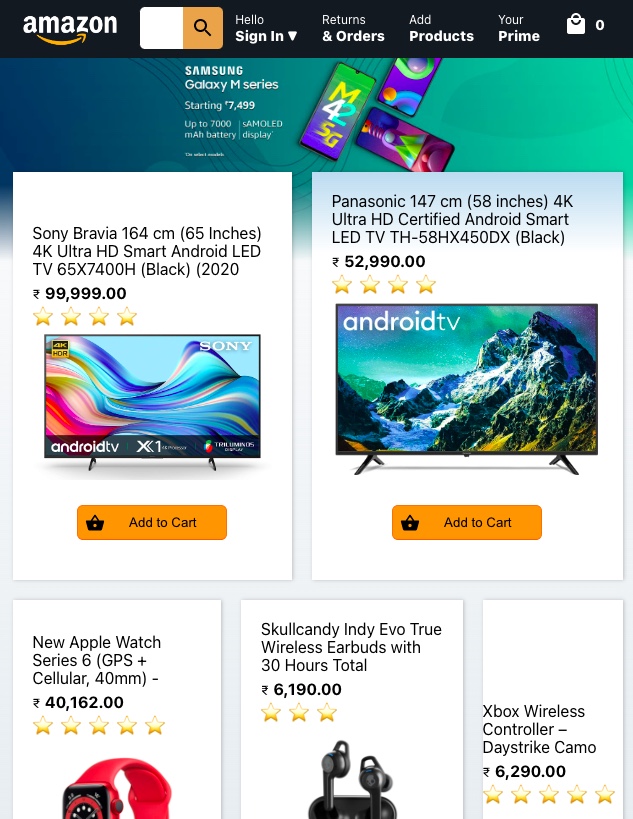 amazon
Hello
Sign In ▼
Returns
& Orders
Add
Products
Your
Prime
0
SAMSUNG
Galaxy M series
Starting ₹7,499
Up to 7000 | sAMOLED
mAh battery | display*
M
42
5G
Sony Bravia 164 cm (65 Inches)
4K Ultra HD Smart Android LED
TV 65X7400H (Black) (2020
₹ 99,999.00
4K
HDR
SONY
androidtv
X1 4K Processor
TRILUMINOS
DISPLAY
Add to Cart
Panasonic 147 cm (58 inches) 4K
Ultra HD Certified Android Smart
LED TV TH-58HX450DX (Black)
₹ 52,990.00
androidtv
Add to Cart
New Apple Watch
Series 6 (GPS +
Cellular, 40mm) -
₹ 40,162.00
Skullcandy Indy Evo True
Wireless Earbuds with
30 Hours Total
₹ 6,190.00
Xbox Wireless
Controller –
Daystrike Camo
₹ 6,290.00